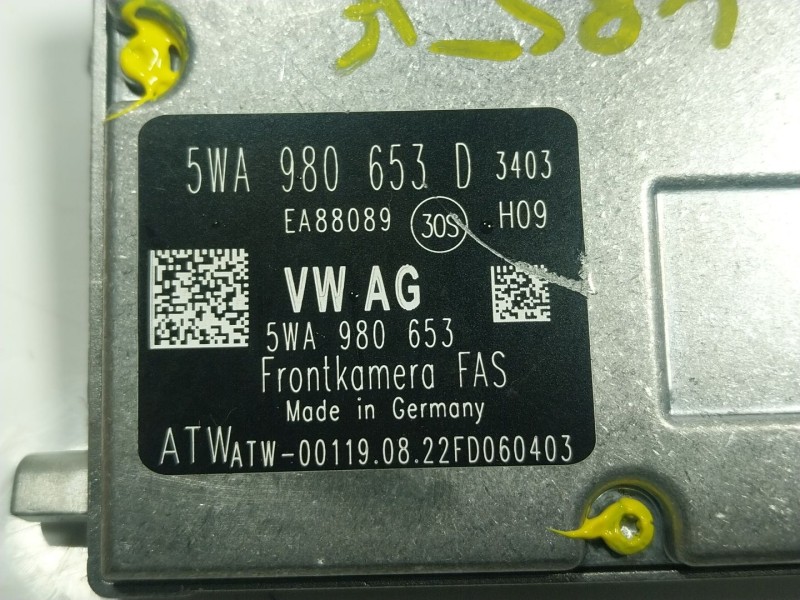 5WA 980 653 D 3403
EA88089 30S H09
VW AG
5WA 980 653
Frontkamera FAS
Made in Germany
ATW ATW-00119.08.22FD060403